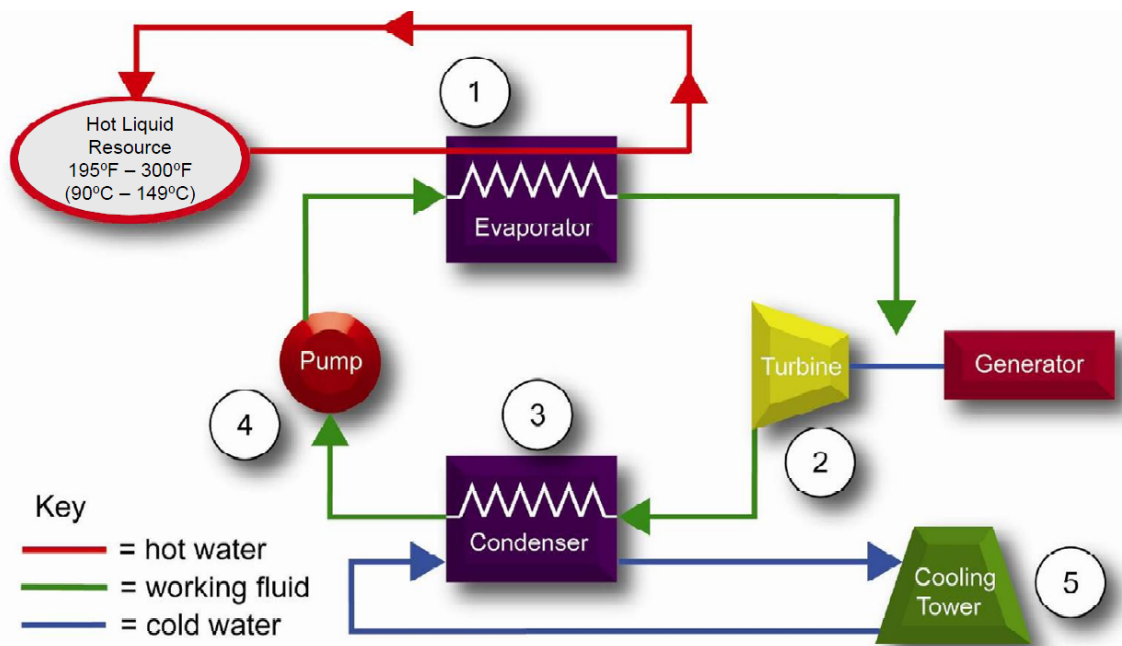 1
Hot Liquid
Resource
195ºF – 300ºF
(90ºC – 149ºC)
Evaporator
Pump
Turbine
Generator
4
3
2
Key
Condenser
= hot water
= working fluid
= cold water
Cooling
Tower
5